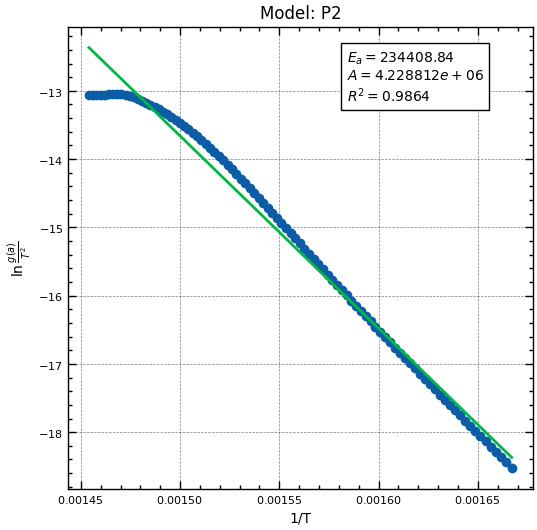 Model: P2
E_a = 234408.84
A = 4.228812e + 06
R² = 0.9864
−13
−14
−15
−16
−17
−18
ln g(a)/T²
0.00145 0.00150 0.00155 0.00160 0.00165
1/T